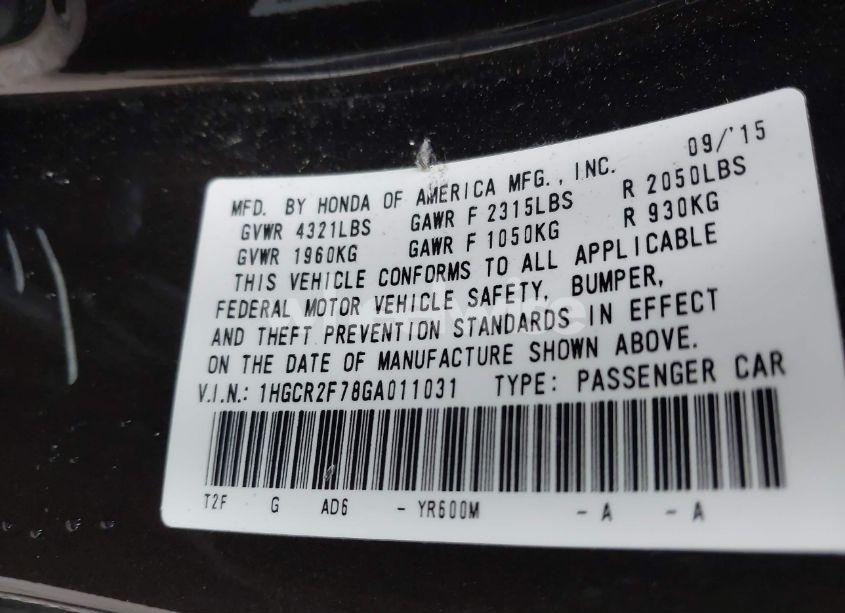 09/'15
MFD. BY HONDA OF AMERICA MFG., INC.
GVWR 4321LBS GAWR F 2315LBS R 2050LBS
GVWR 1960KG GAWR F 1050KG R 930KG
THIS VEHICLE CONFORMS TO ALL APPLICABLE
FEDERAL MOTOR VEHICLE SAFETY, BUMPER,
AND THEFT PREVENTION STANDARDS IN EFFECT
ON THE DATE OF MANUFACTURE SHOWN ABOVE.
V.I.N.: 1HGCR2F78GA011031 TYPE: PASSENGER CAR
T2F G AD6 - YR600M - A - A